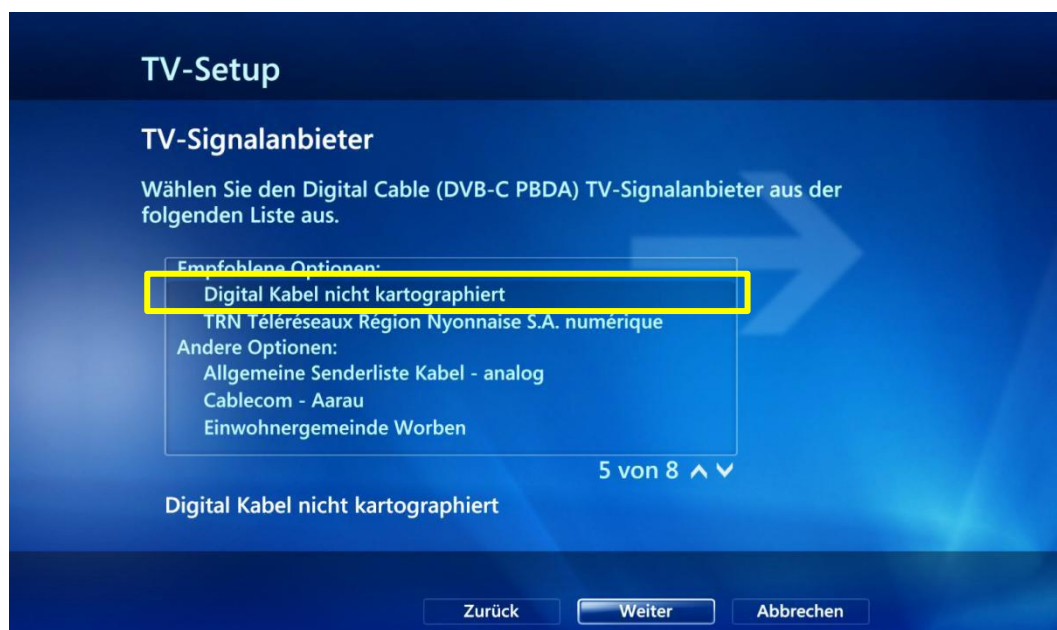 TV-Setup
TV-Signalanbieter
Wählen Sie den Digital Cable (DVB-C PBDA) TV-Signalanbieter aus der
folgenden Liste aus.
Empfohlene Optionen:
Digital Kabel nicht kartographiert
TRN Téléréseaux Région Nyonnaise S.A. numérique
Andere Optionen:
Allgemeine Senderliste Kabel - analog
Cablecom - Aarau
Einwohnergemeinde Worben
5 von 8
Digital Kabel nicht kartographiert
Zurück Weiter Abbrechen